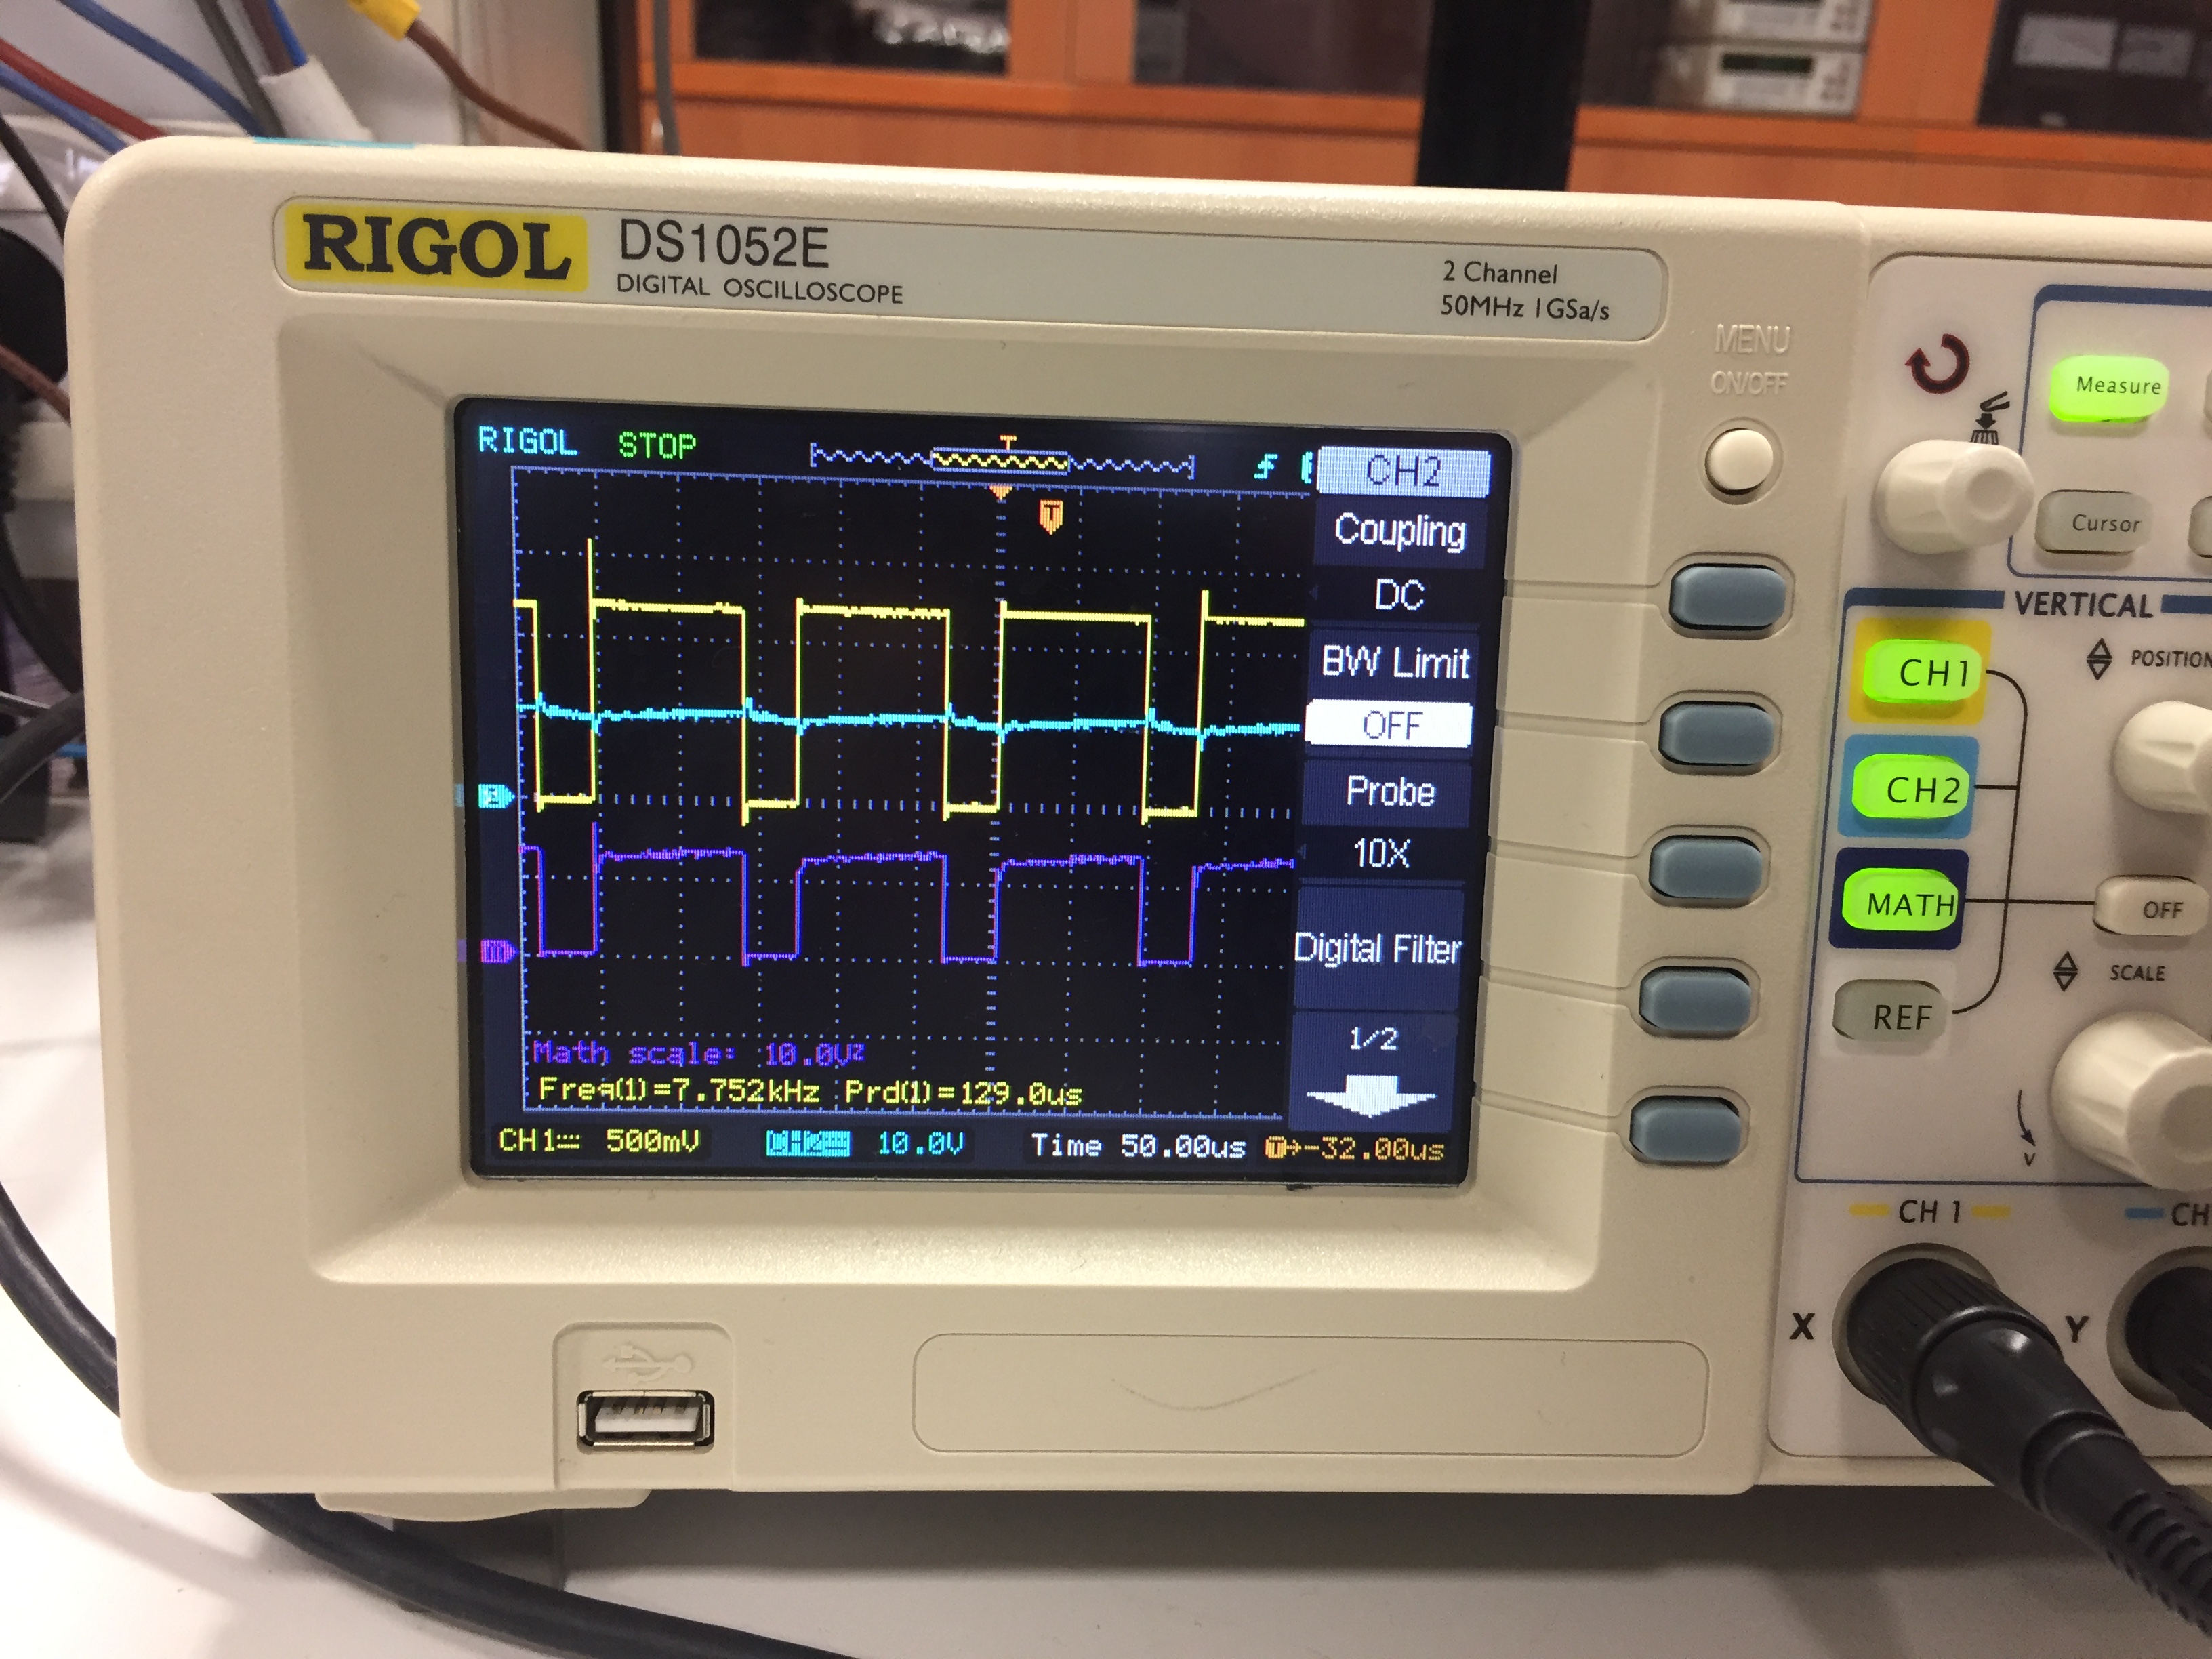 RIGOL
DS1052E
DIGITAL OSCILLOSCOPE
2 Channel
50MHz 1GSa/s
MENU
ON/OFF
Measure
Cursor
RIGOL STOP
T
T
CH2
Coupling
DC
BW Limit
OFF
Probe
10X
Digital Filter
1/2
Math scale: 10.0V²
Freq(1)=7.752kHz Prd(1)=129.0us
CH1 500mV CH2 10.0V Time 50.00us T→-32.00us
VERTICAL
CH1
POSITION
CH2
MATH
OFF
REF
SCALE
V
CH 1
CH
X
Y